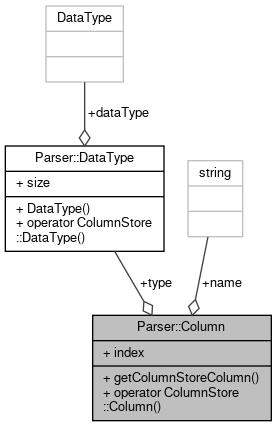 DataType
+dataType
Parser::DataType
+ size
+ DataType()
+ operator ColumnStore
::DataType()
string
+type
+name
Parser::Column
+ index
+ getColumnStoreColumn()
+ operator ColumnStore
::Column()